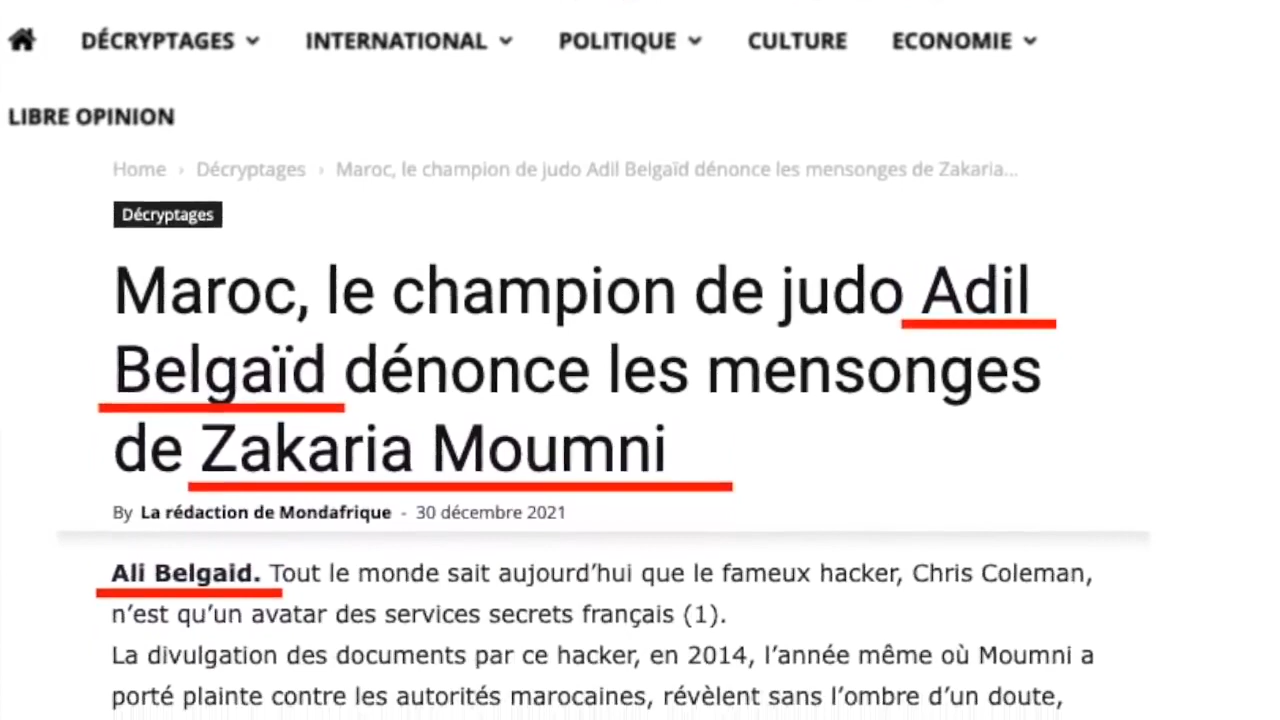 DÉCRYPTAGES INTERNATIONAL POLITIQUE CULTURE ECONOMIE
LIBRE OPINION
Home › Décryptages › Maroc, le champion de judo Adil Belgaïd dénonce les mensonges de Zakaria...
Décryptages
Maroc, le champion de judo Adil
Belgaïd dénonce les mensonges
de Zakaria Moumni
By La rédaction de Mondafrique - 30 décembre 2021
Ali Belgaid. Tout le monde sait aujourd’hui que le fameux hacker, Chris Coleman,
n’est qu’un avatar des services secrets français (1).
La divulgation des documents par ce hacker, en 2014, l’année même où Moumni a
porté plainte contre les autorités marocaines, révèlent sans l’ombre d’un doute,